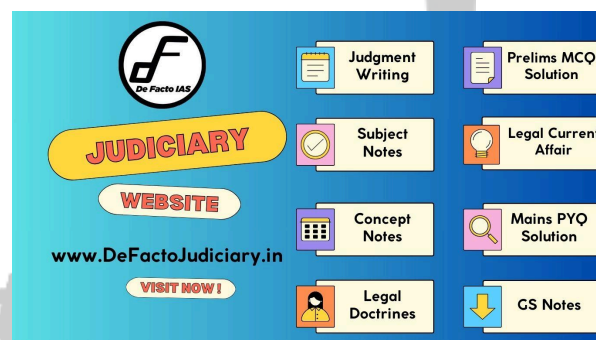 De Facto IAS
JUDICIARY
WEBSITE
www.DeFactoJudiciary.in
VISIT NOW !
Judgment
Writing
Subject
Notes
Concept
Notes
Legal
Doctrines
Prelims MCQ
Solution
Legal Current
Affair
Mains PYQ
Solution
GS Notes